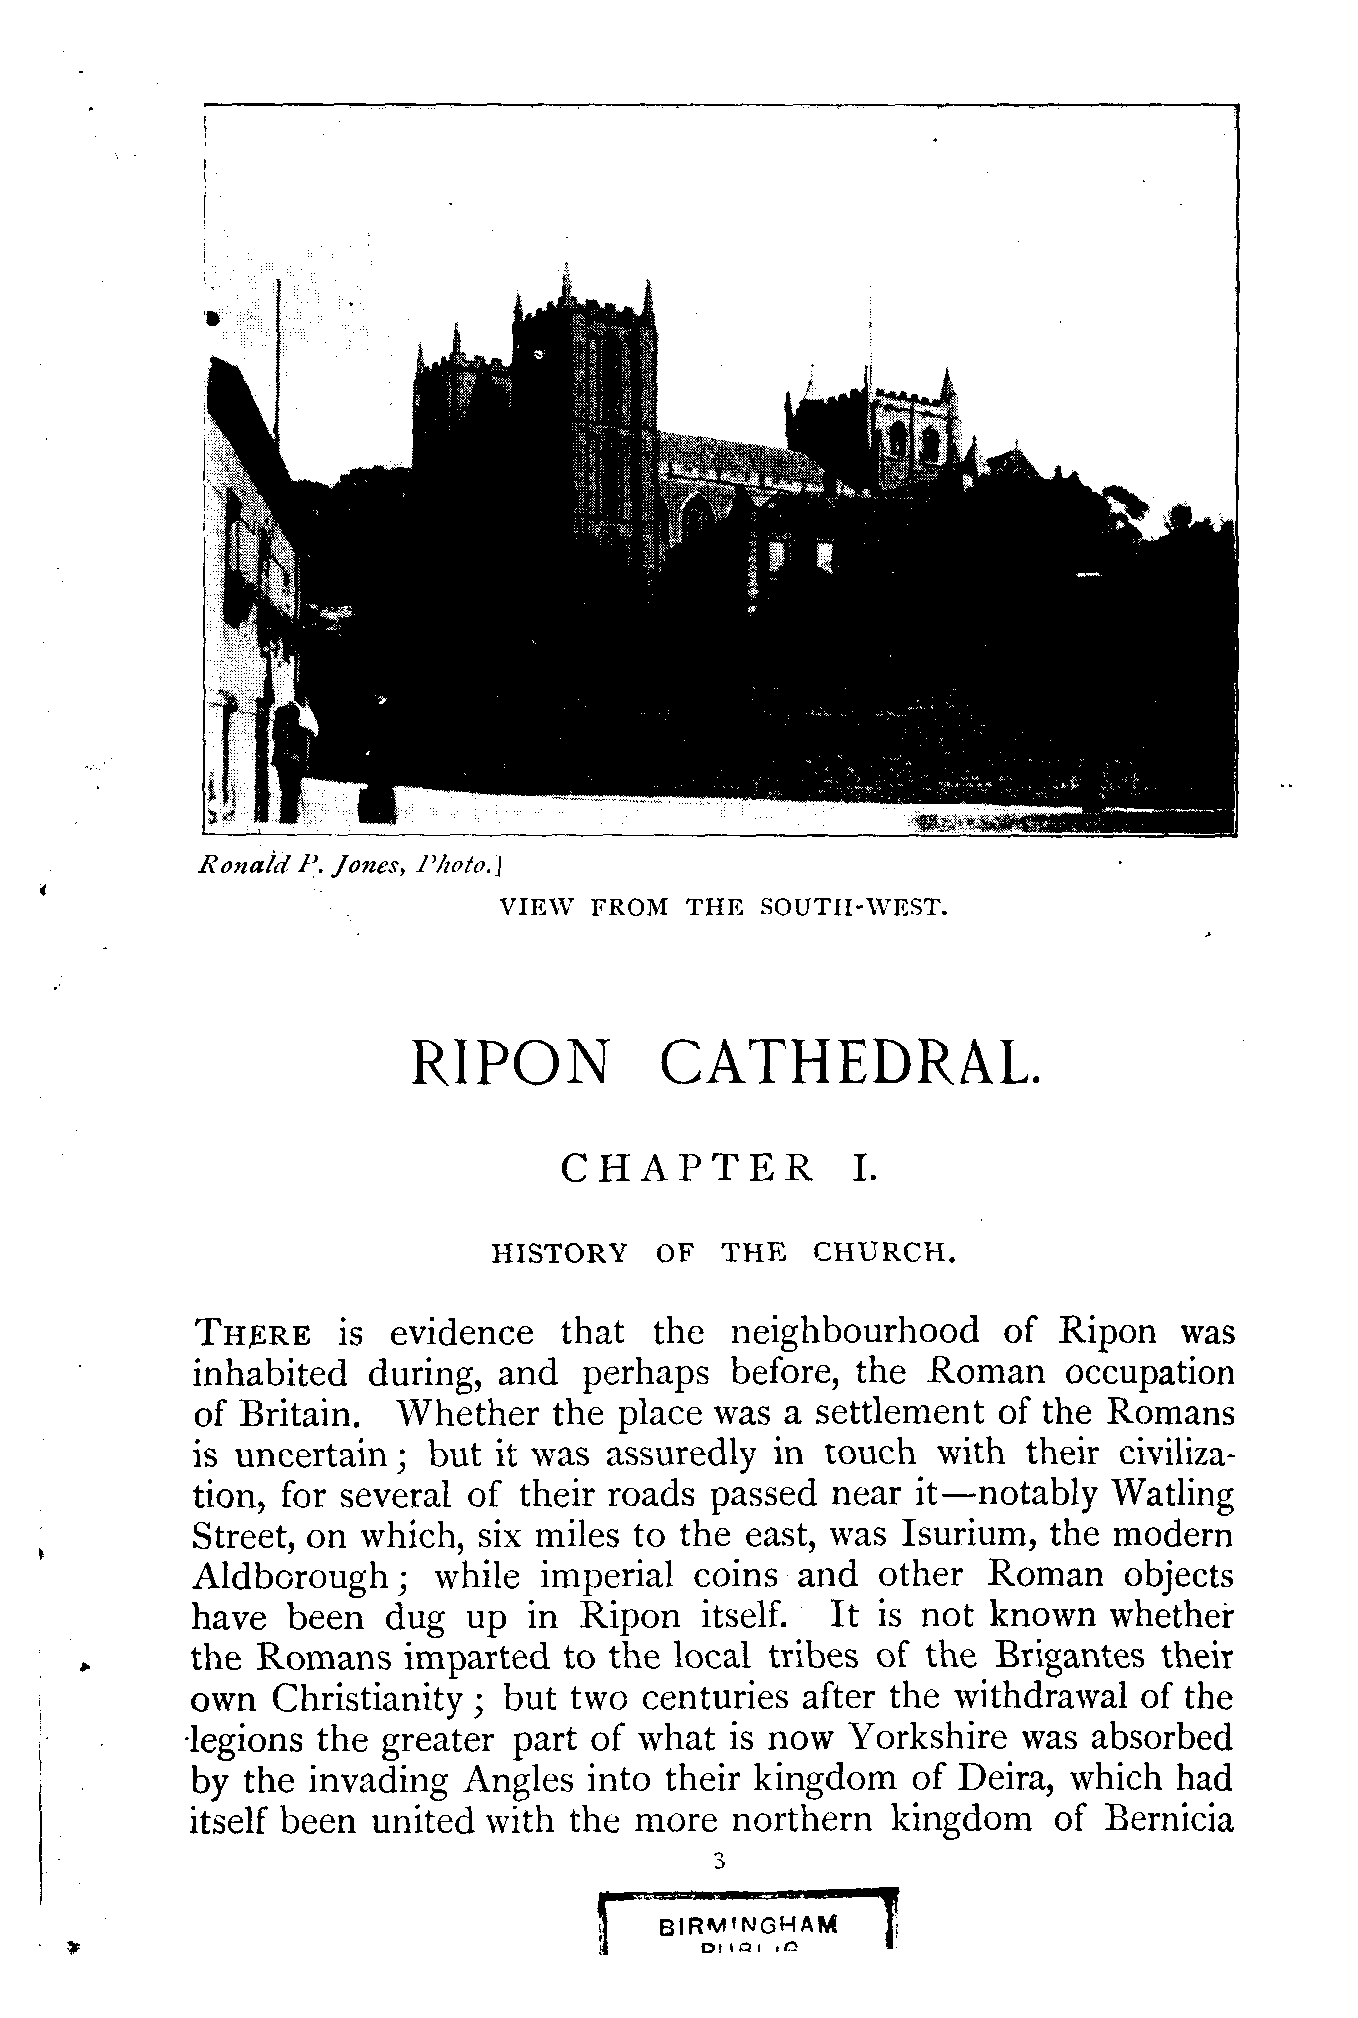 Ronald P. Jones, Photo.]
VIEW FROM THE SOUTH-WEST.
RIPON CATHEDRAL.
CHAPTER I.
HISTORY OF THE CHURCH.
THERE is evidence that the neighbourhood of Ripon was
inhabited during, and perhaps before, the Roman occupation
of Britain. Whether the place was a settlement of the Romans
is uncertain; but it was assuredly in touch with their civiliza-
tion, for several of their roads passed near it—notably Watling
Street, on which, six miles to the east, was Isurium, the modern
Aldborough; while imperial coins and other Roman objects
have been dug up in Ripon itself. It is not known whether
the Romans imparted to the local tribes of the Brigantes their
own Christianity; but two centuries after the withdrawal of the
legions the greater part of what is now Yorkshire was absorbed
by the invading Angles into their kingdom of Deira, which had
itself been united with the more northern kingdom of Bernicia
3
BIRMINGHAM